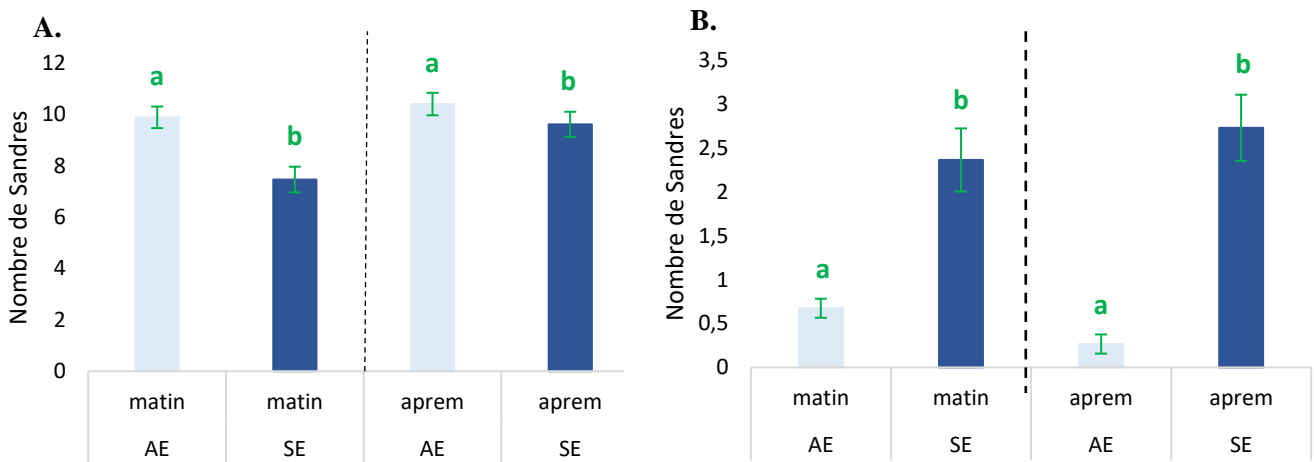 A.
Nombre de Sandres
12
10
8
6
4
2
0
a
b
a
b
matin matin aprem aprem
AE SE AE SE
B.
Nombre de Sandres
3,5
3
2,5
2
1,5
1
0,5
0
a
b
a
b
matin matin aprem aprem
AE SE AE SE